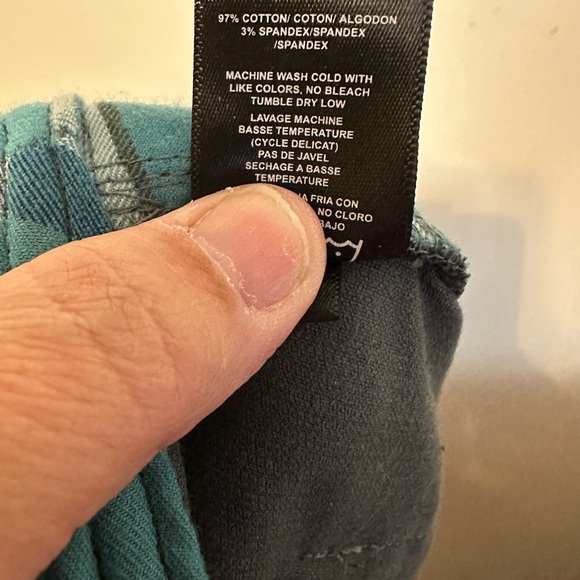 97% COTTON/ COTON/ ALGODON
3% SPANDEX/SPANDEX
/SPANDEX
MACHINE WASH COLD WITH
LIKE COLORS, NO BLEACH
TUMBLE DRY LOW
LAVAGE MACHINE
BASSE TEMPERATURE
(CYCLE DELICAT)
PAS DE JAVEL
SECHAGE A BASSE
TEMPERATURE
FRIA CON
NO CLORO